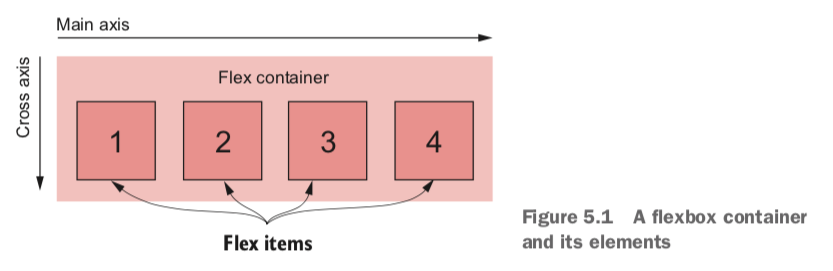 Main axis
Cross axis
Flex container
1 2 3 4
Flex items
Figure 5.1 A flexbox container
and its elements